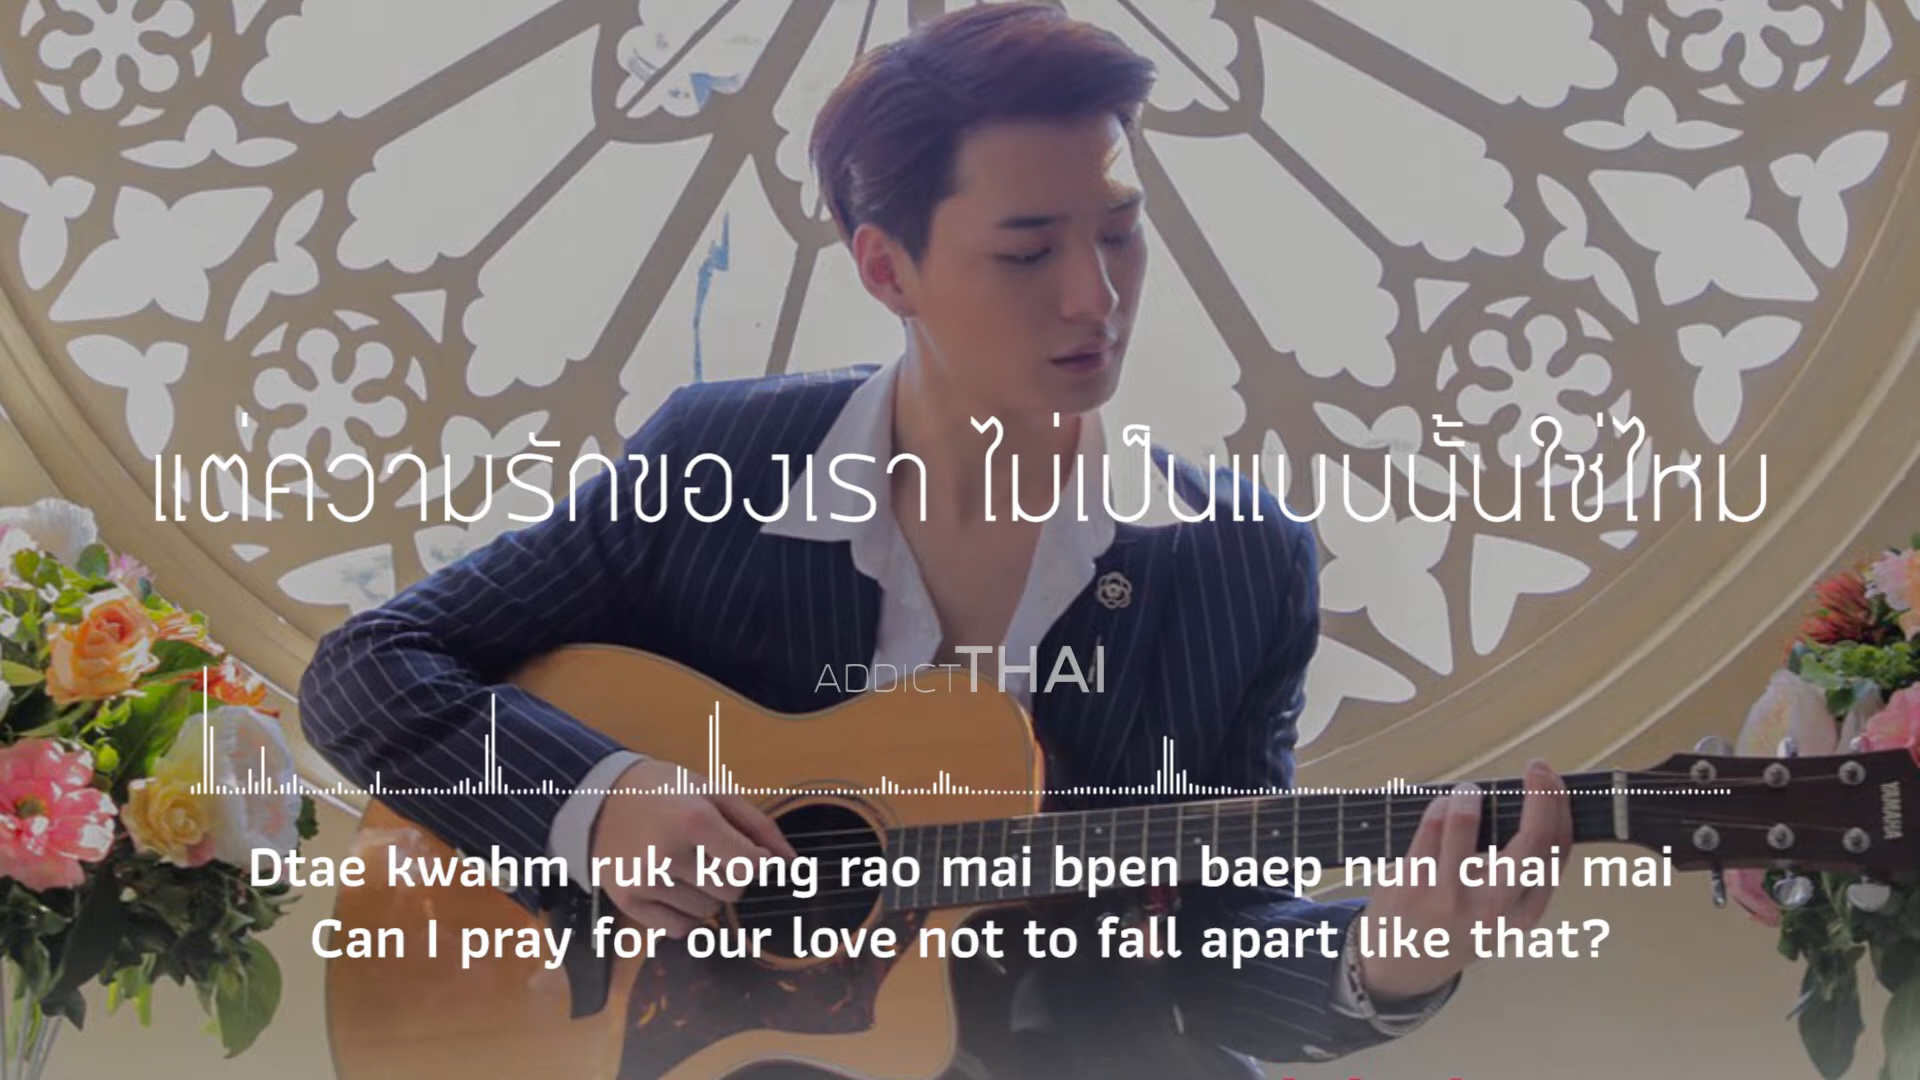 แต่ความรักของเรา ไม่เป็นแบบนั้นใช่ไหม
ADDICTTHAI
YAMAHA
Dtae kwahm ruk kong rao mai bpen baep nun chai mai
Can I pray for our love not to fall apart like that?